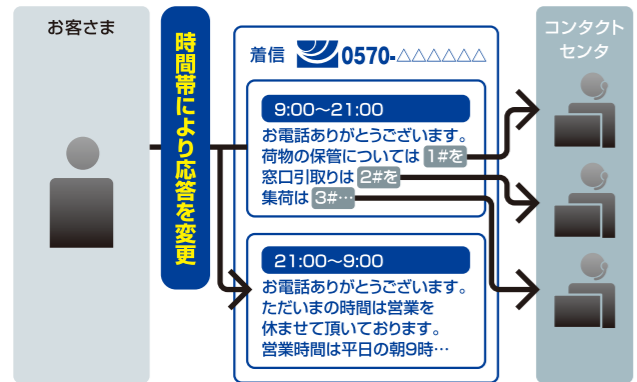 お客さま
時間帯により応答を変更
着信 0570-△△△△△△
9:00〜21:00
お電話ありがとうございます。
荷物の保管については 1#を
窓口引取りは 2#を
集荷は 3#…
21:00〜9:00
お電話ありがとうございます。
ただいまの時間は営業を
休ませて頂いております。
営業時間は平日の朝9時…
コンタクト
センタ